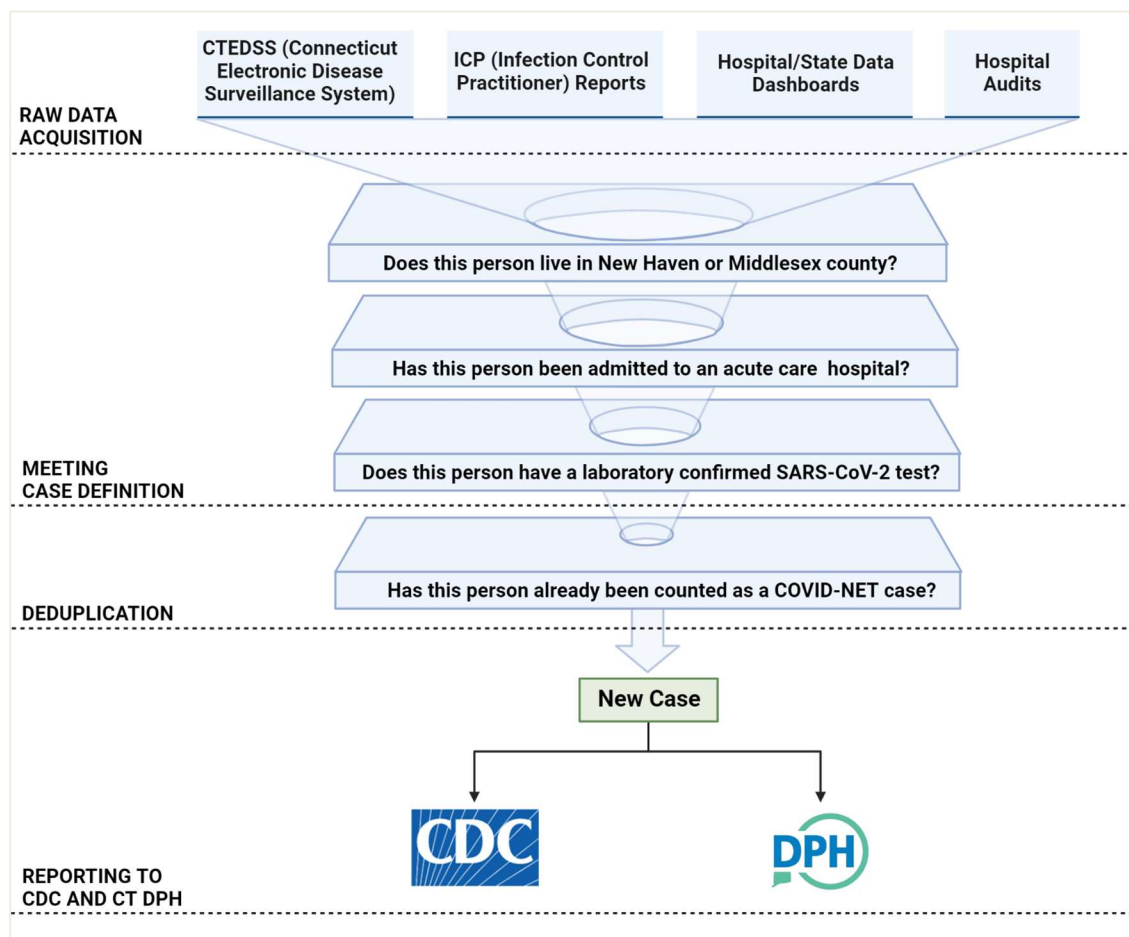 CTEDSS (Connecticut
Electronic Disease
Surveillance System)
ICP (Infection Control
Practitioner) Reports
Hospital/State Data
Dashboards
Hospital
Audits
RAW DATA
ACQUISITION
Does this person live in New Haven or Middlesex county?
Has this person been admitted to an acute care hospital?
Does this person have a laboratory confirmed SARS-CoV-2 test?
MEETING
CASE DEFINITION
Has this person already been counted as a COVID-NET case?
DEDUPLICATION
New Case
CDC
DPH
REPORTING TO
CDC AND CT DPH